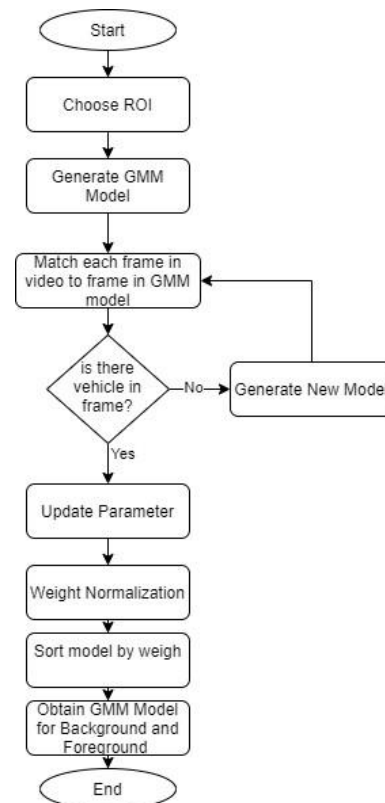 Start
Choose ROI
Generate GMM
Model
Match each frame in
video to frame in GMM
model
is there
vehicle in
frame?
No
Generate New Model
Yes
Update Parameter
Weight Normalization
Sort model by weigh
Obtain GMM Model
for Background and
Foreground
End